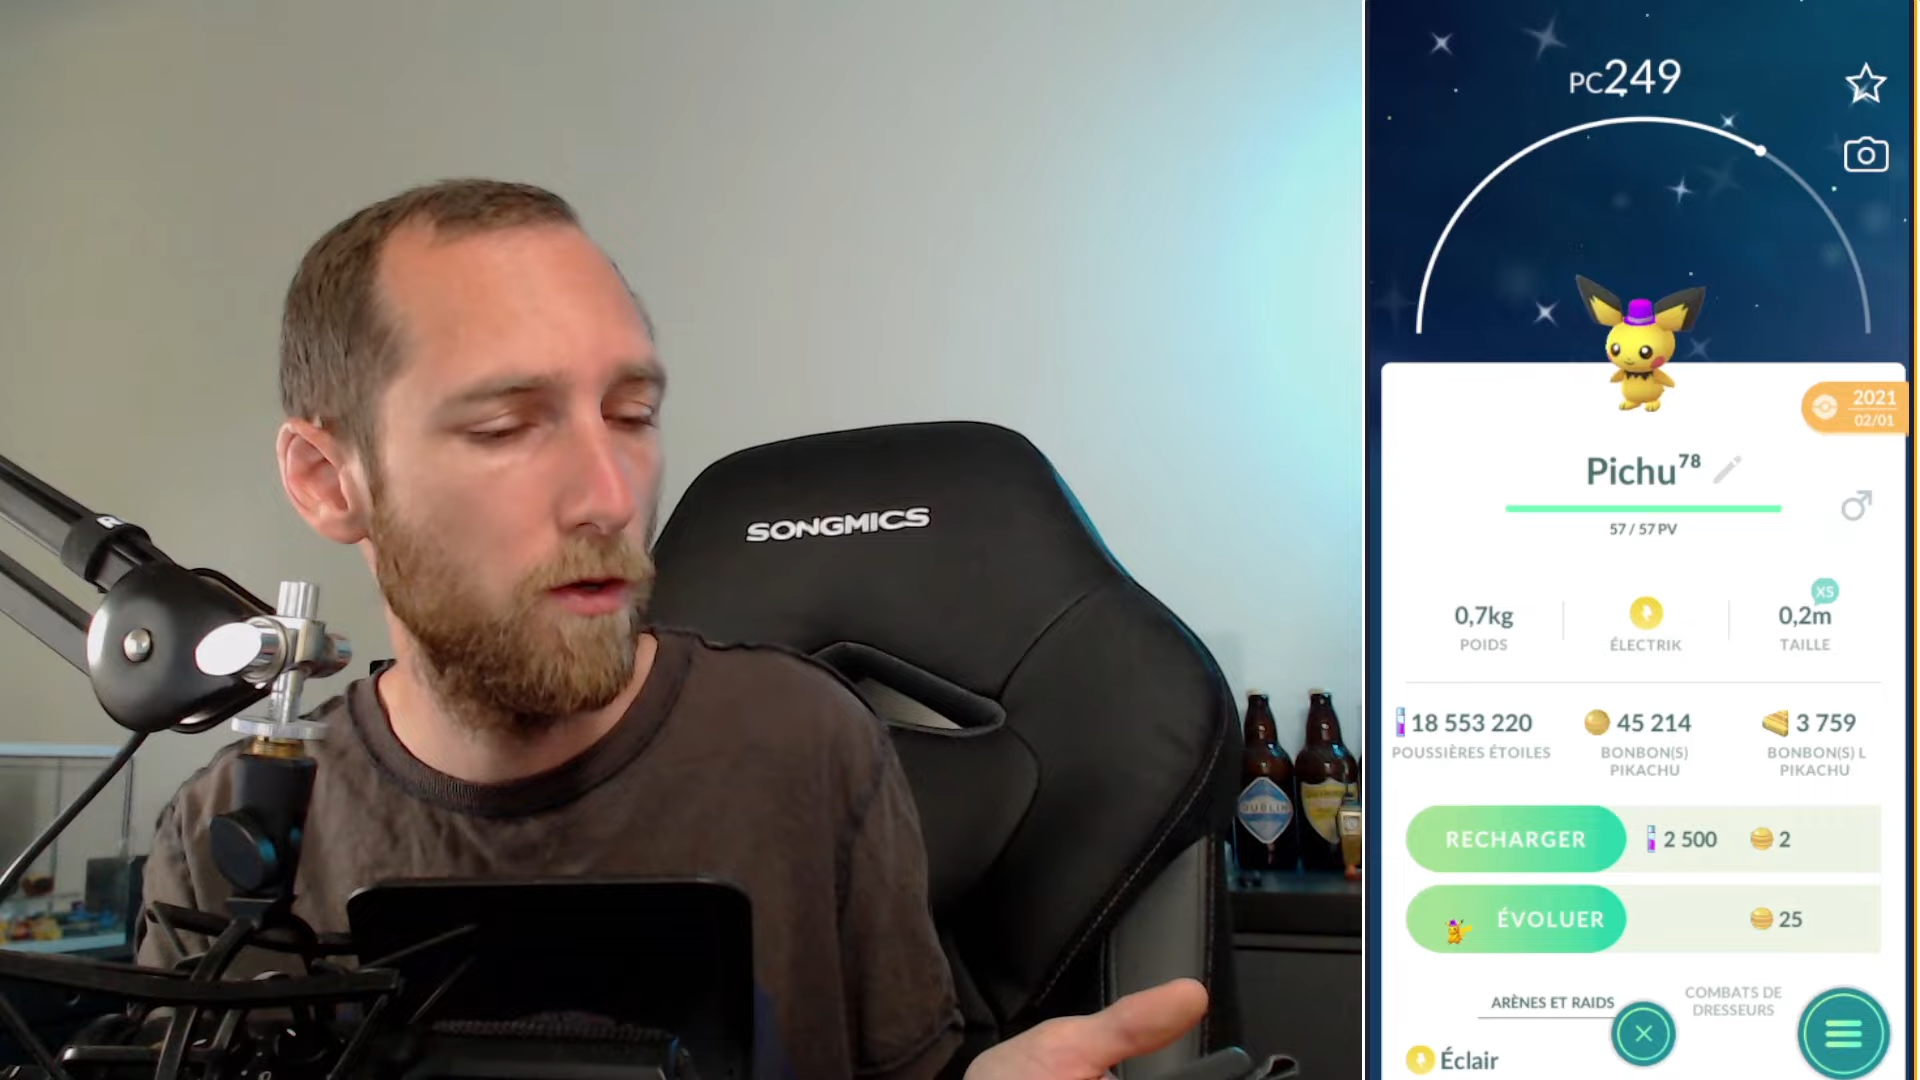 PC249
2021
02/01
Pichu⁷⁸
57 / 57 PV
0,7kg
POIDS
ÉLECTRIK
XS
0,2m
TAILLE
18 553 220
POUSSIÈRES ÉTOILES
45 214
BONBON(S)
PIKACHU
3 759
BONBON(S) L
PIKACHU
RECHARGER
2 500
2
ÉVOLUER
25
ARÈNES ET RAIDS
COMBATS DE
DRESSEURS
Éclair
SONGMICS
R
DUBLIN